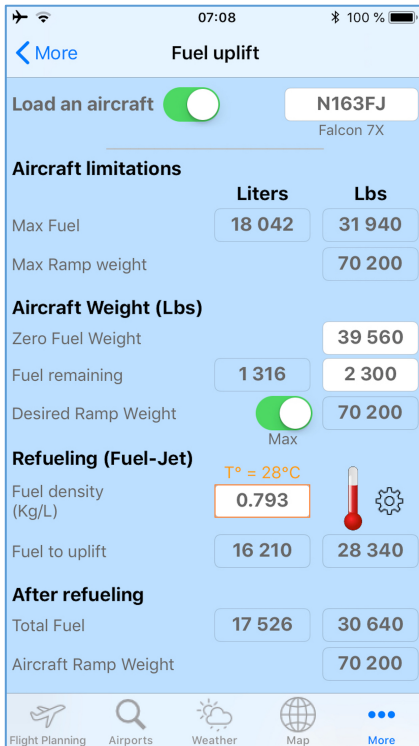 07:08
100 %
More
Fuel uplift
Load an aircraft
N163FJ
Falcon 7X
Aircraft limitations
Liters Lbs
Max Fuel 18 042 31 940
Max Ramp weight 70 200
Aircraft Weight (Lbs)
Zero Fuel Weight 39 560
Fuel remaining 1 316 2 300
Desired Ramp Weight 70 200
Max
Refueling (Fuel-Jet)
T° = 28°C
Fuel density
(Kg/L)
0.793
Fuel to uplift 16 210 28 340
After refueling
Total Fuel 17 526 30 640
Aircraft Ramp Weight 70 200
Flight Planning Airports Weather Map More